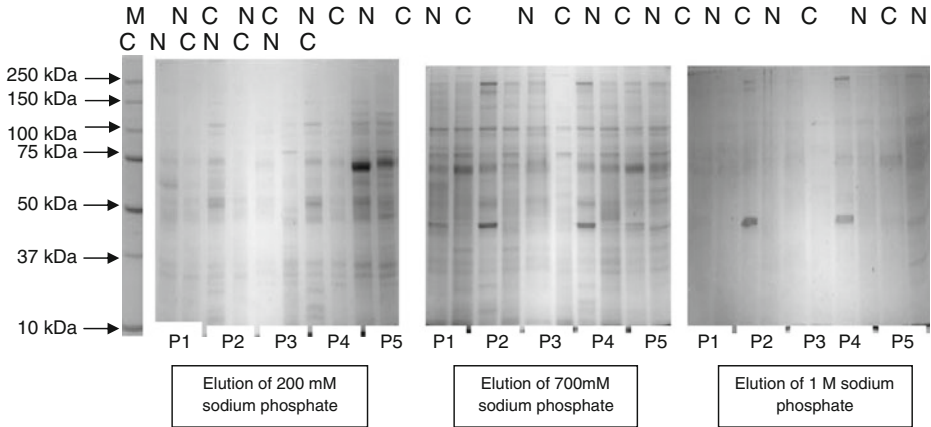 M N C N C N C N C N C N C N C N C N C N C N C N C N
C N C N C N C
250 kDa
150 kDa
100 kDa
75 kDa
50 kDa
37 kDa
10 kDa
P1 P2 P3 P4 P5 P1 P2 P3 P4 P5 P1 P2 P3 P4 P5
Elution of 200 mM
sodium phosphate
Elution of 700mM
sodium phosphate
Elution of 1 M sodium
phosphate